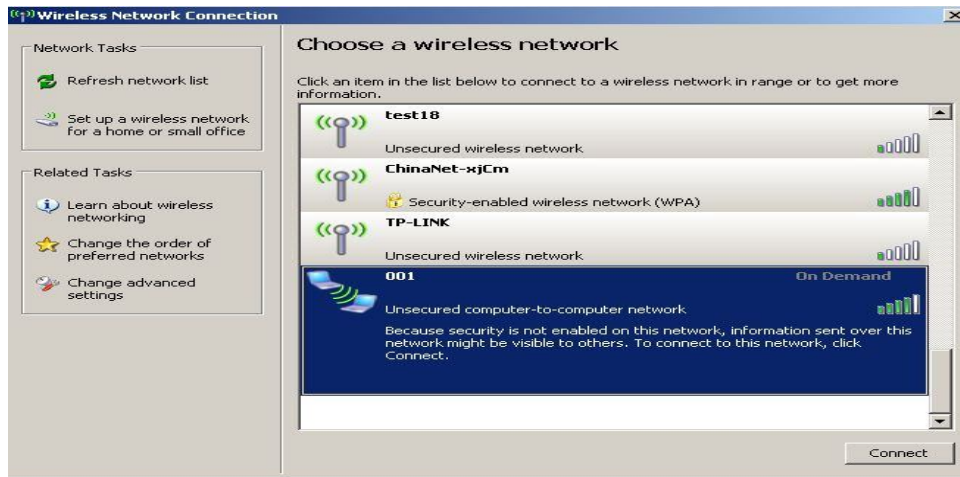 Wireless Network Connection
Network Tasks
Refresh network list
Set up a wireless network
for a home or small office
Related Tasks
Learn about wireless
networking
Change the order of
preferred networks
Change advanced
settings
Choose a wireless network
Click an item in the list below to connect to a wireless network in range or to get more
information.
test18
Unsecured wireless network
ChinaNet-xjCm
Security-enabled wireless network (WPA)
TP-LINK
Unsecured wireless network
001 On Demand
Unsecured computer-to-computer network
Because security is not enabled on this network, information sent over this
network might be visible to others. To connect to this network, click
Connect.
Connect